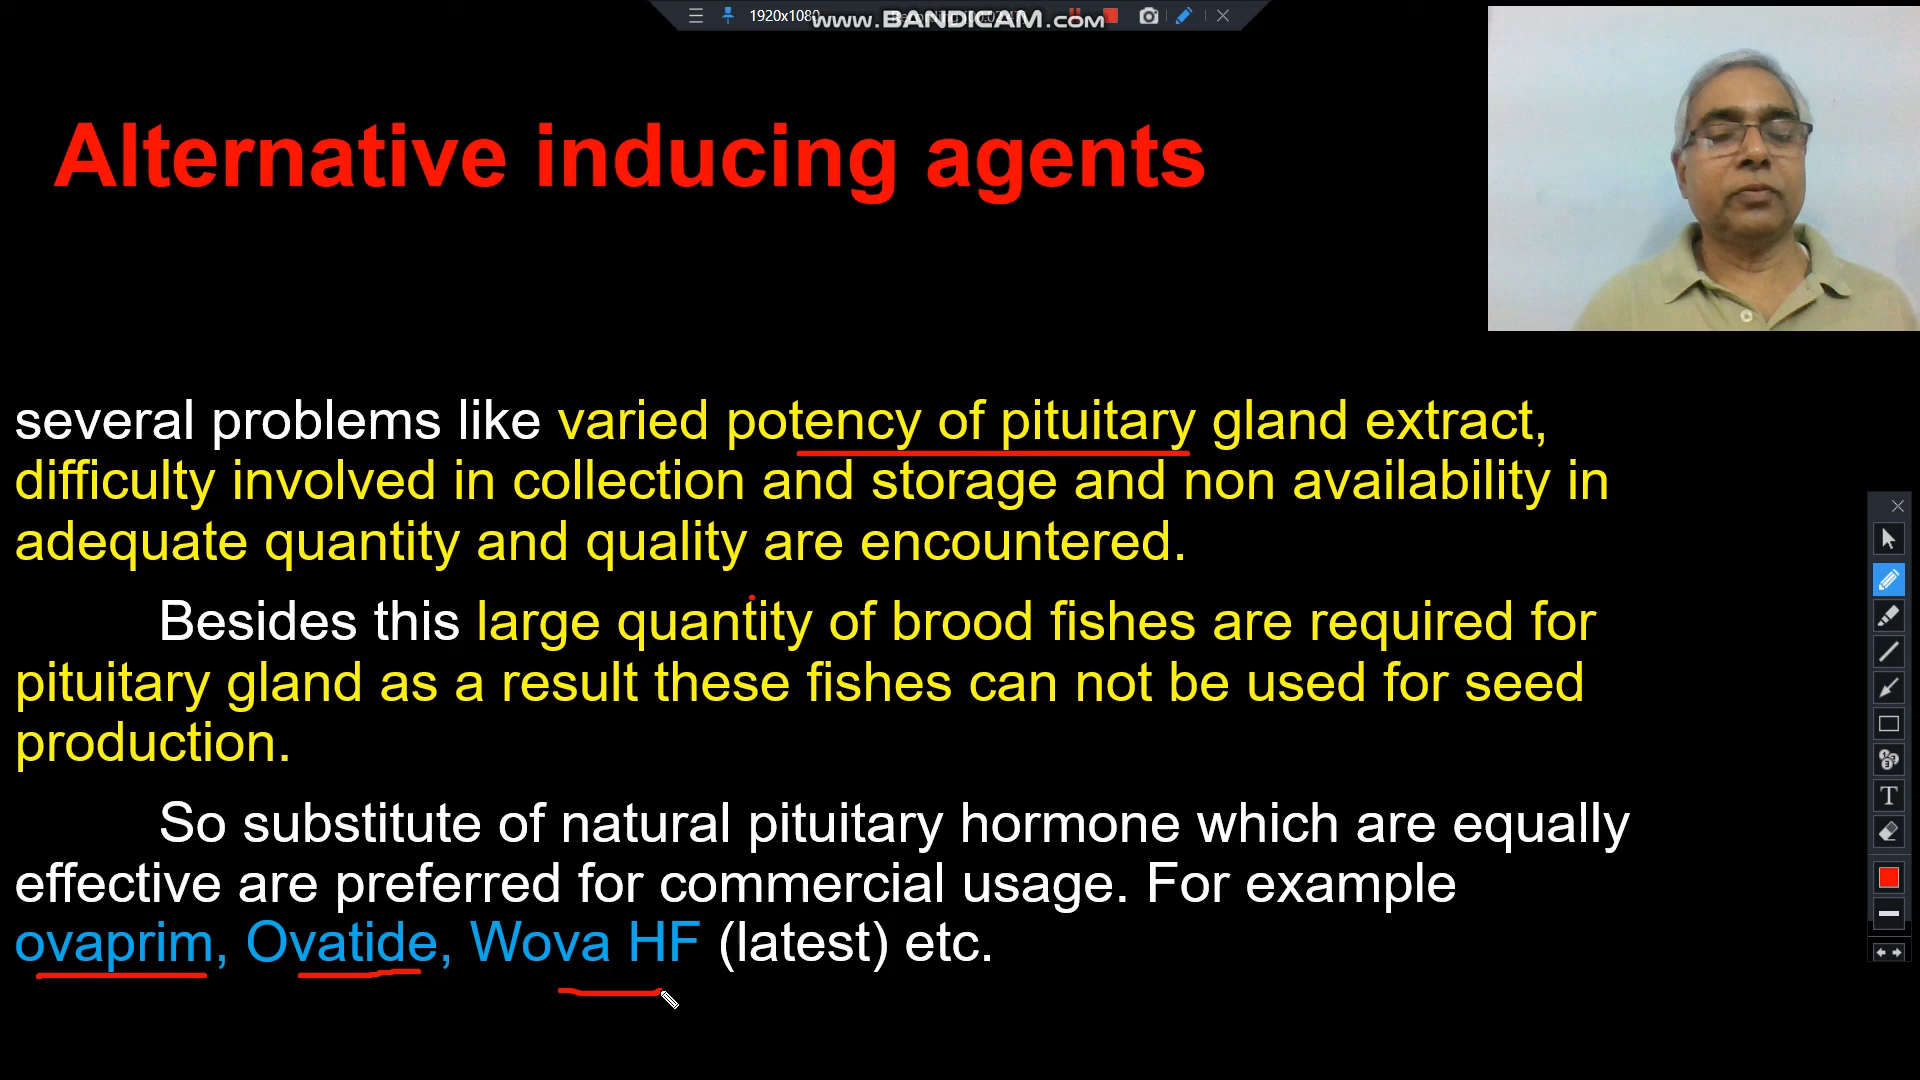 1920x1080
www.BANDICAM.com
Alternative inducing agents
several problems like varied potency of pituitary gland extract,
difficulty involved in collection and storage and non availability in
adequate quantity and quality are encountered.
Besides this large quantity of brood fishes are required for
pituitary gland as a result these fishes can not be used for seed
production.
So substitute of natural pituitary hormone which are equally
effective are preferred for commercial usage. For example
ovaprim, Ovatide, Wova HF (latest) etc.
T